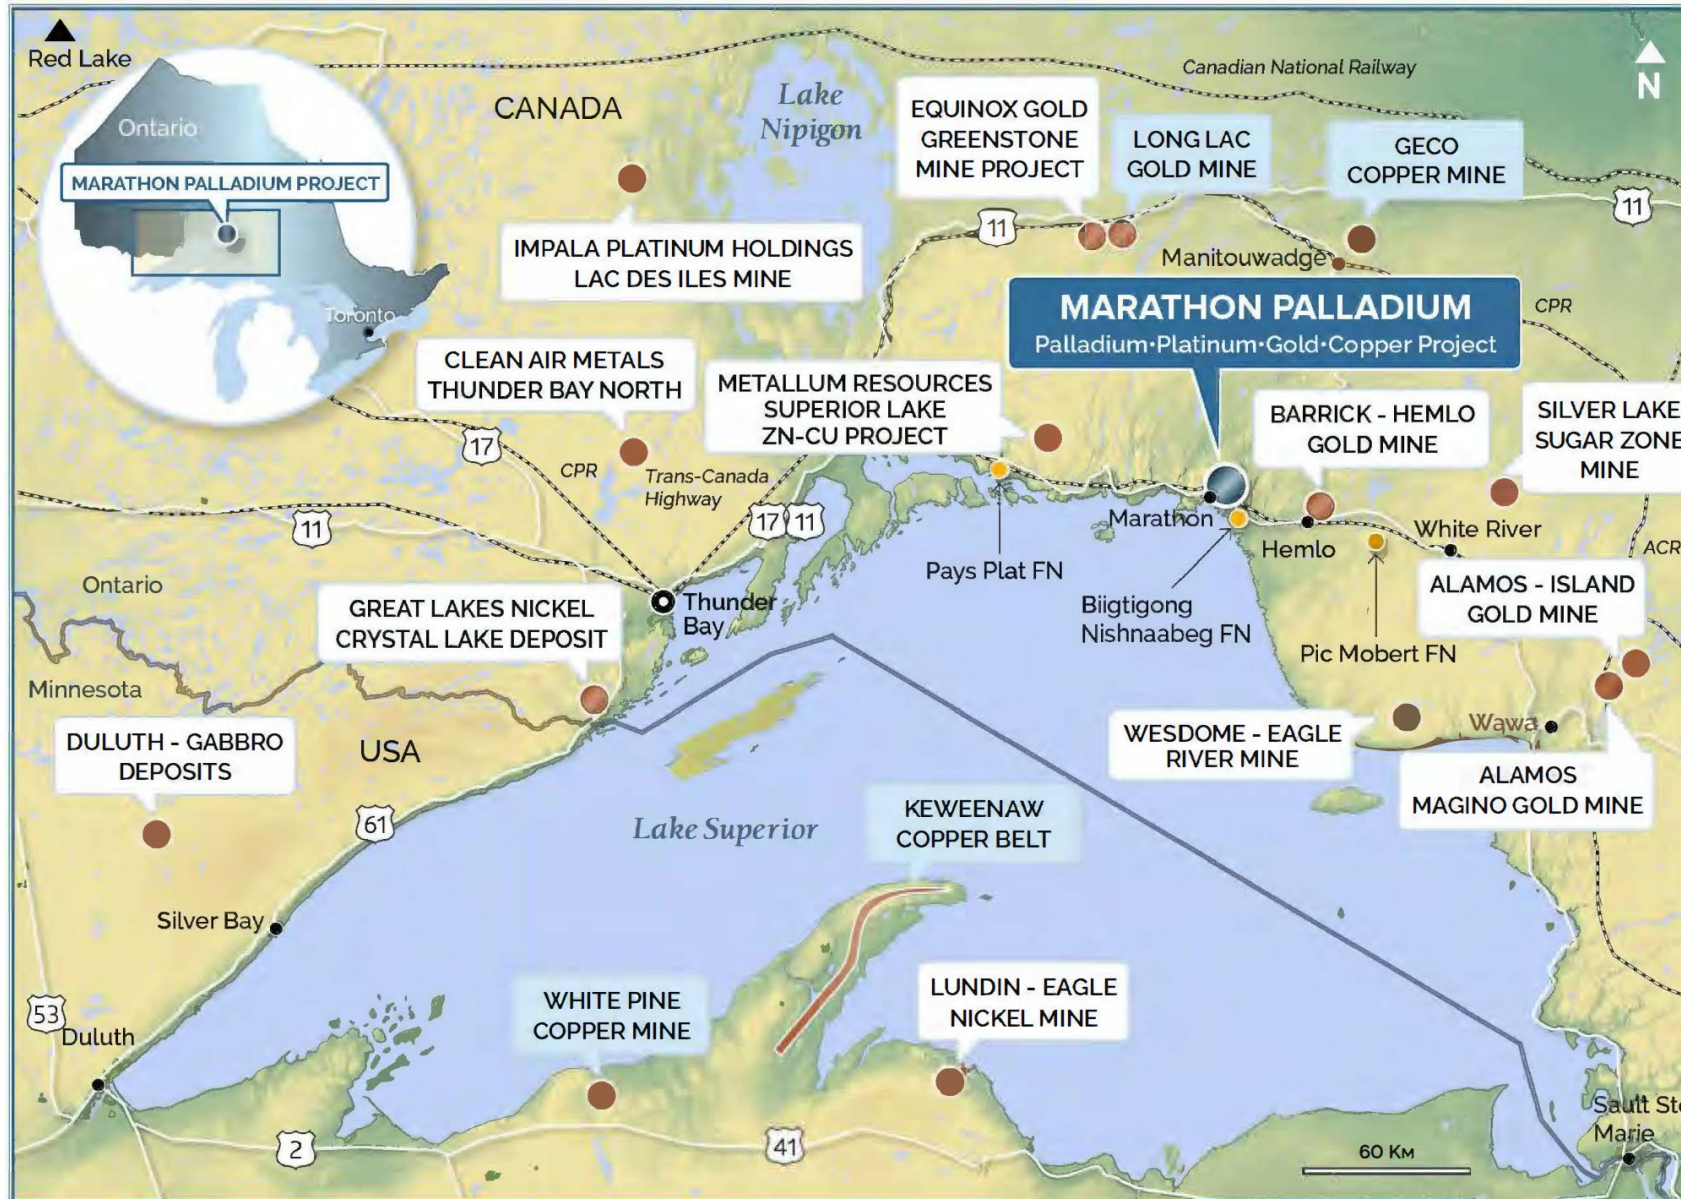 Red Lake
Ontario
MARATHON PALLADIUM PROJECT
Toronto
CANADA
Lake
Nipigon
Canadian National Railway
N
EQUINOX GOLD
GREENSTONE
MINE PROJECT
LONG LAC
GOLD MINE
GECO
COPPER MINE
11
11
IMPALA PLATINUM HOLDINGS
LAC DES ILES MINE
Manitouwadge
MARATHON PALLADIUM
Palladium•Platinum•Gold•Copper Project
CPR
CLEAN AIR METALS
THUNDER BAY NORTH
METALLUM RESOURCES
SUPERIOR LAKE
ZN-CU PROJECT
BARRICK - HEMLO
GOLD MINE
SILVER LAKE
SUGAR ZONE
MINE
17
CPR
Trans-Canada
Highway
11
17
11
Marathon
Hemlo
White River
ACR
Pays Plat FN
Biigtigong
Nishnaabeg FN
Pic Mobert FN
ALAMOS - ISLAND
GOLD MINE
Ontario
Minnesota
GREAT LAKES NICKEL
CRYSTAL LAKE DEPOSIT
Thunder
Bay
DULUTH - GABBRO
DEPOSITS
USA
WESDOME - EAGLE
RIVER MINE
Wawa
ALAMOS
MAGINO GOLD MINE
61
Lake Superior
KEWEENAW
COPPER BELT
Silver Bay
WHITE PINE
COPPER MINE
LUNDIN - EAGLE
NICKEL MINE
53
Duluth
2
41
60 KM
Sault Ste
Marie